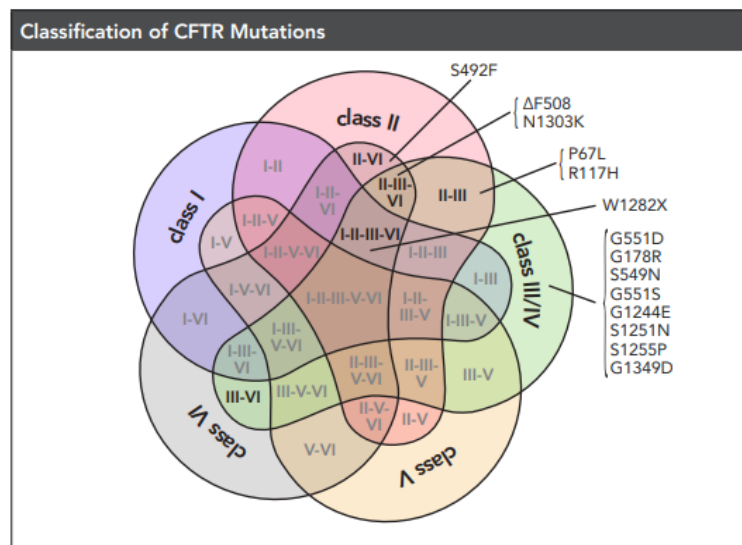 Classification of CFTR Mutations
S492F
class II
ΔF508
N1303K
P67L
R117H
W1282X
G551D
G178R
S549N
G551S
G1244E
S1251N
S1255P
G1349D
class I
I-II
I-II-
VI
II-VI
II-III-
VI
II-III
I-II-V
I-V
I-II-V-VI
I-II-III-VI
I-II-III
I-III
class III/IV
I-V-VI
I-II-III-V-VI
I-II-
III-V
I-III-V
I-VI
I-III-
V-VI
I-III-
VI
II-III-
V-VI
II-III-
V
III-V
III-VI
III-V-VI
II-V-
VI
II-V
V-VI
class VI
class V